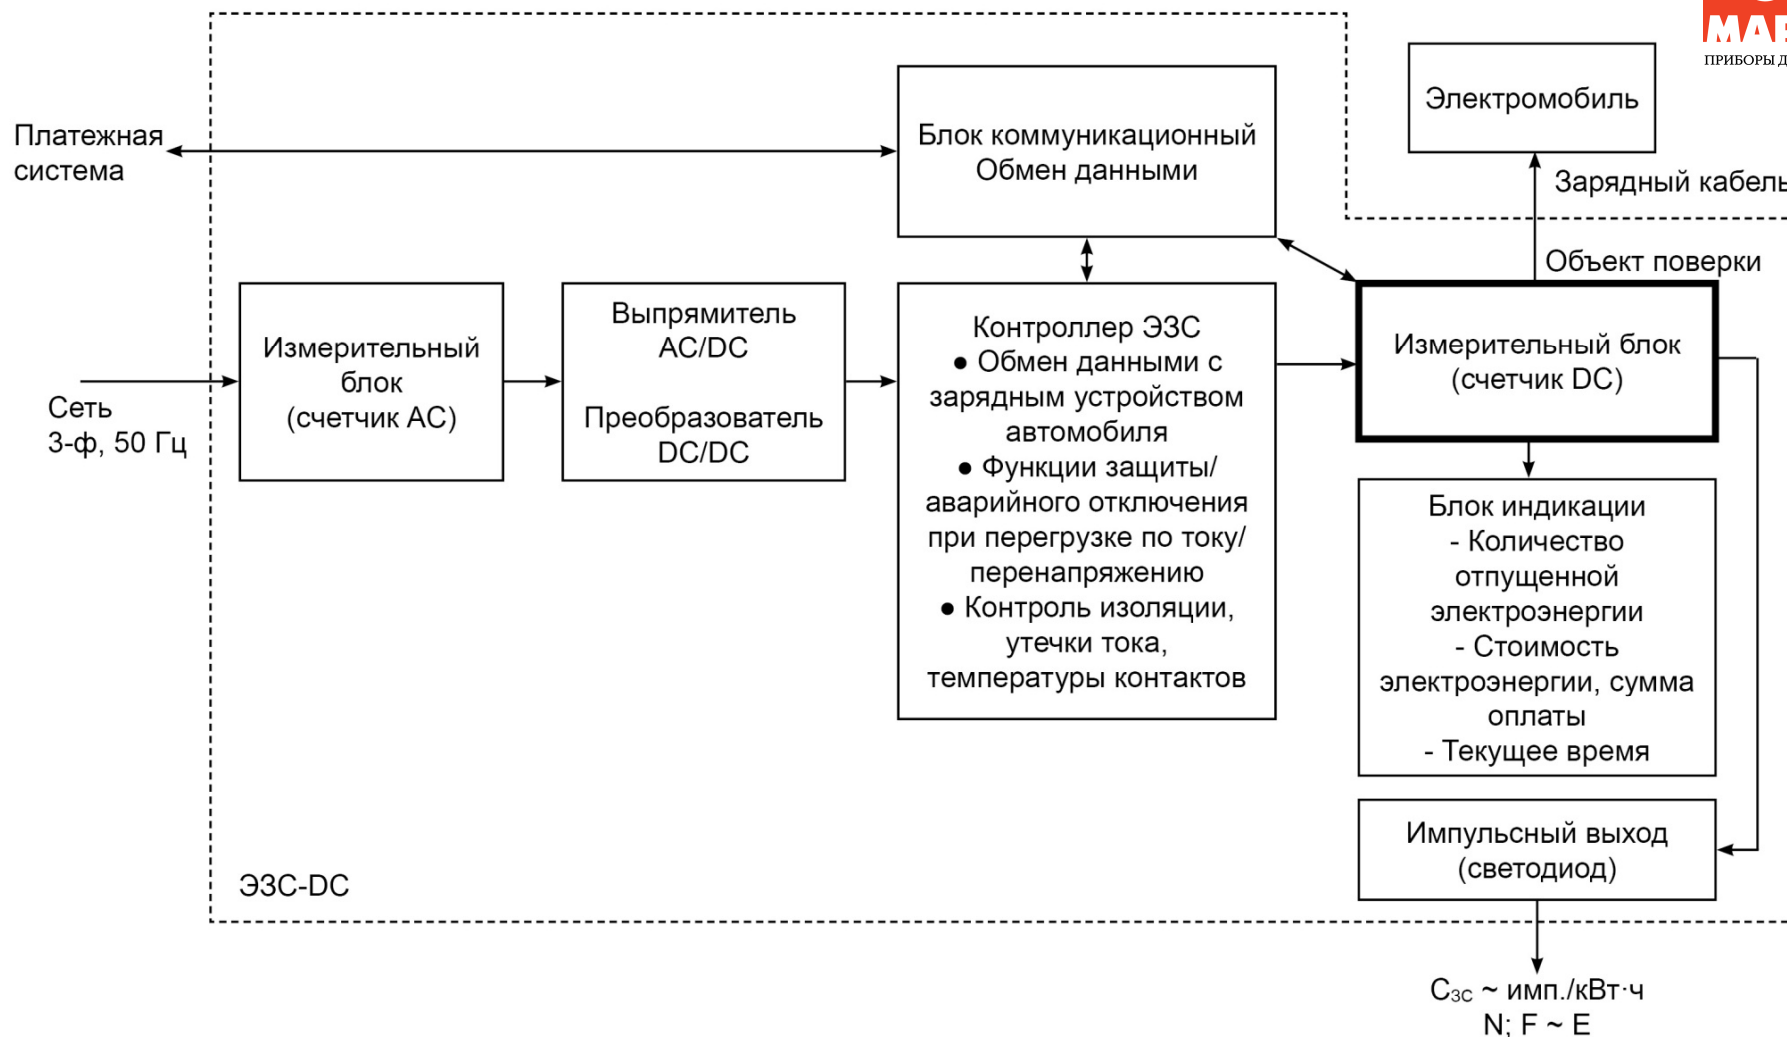 ПРИБОРЫ
Электромобиль
Платежная
система
Блок коммуникационный
Обмен данными
Зарядный кабель
Объект поверки
Сеть
3-ф, 50 Гц
Измерительный
блок
(счетчик AC)
Выпрямитель
AC/DC
Преобразователь
DC/DC
Контроллер ЭЗС
● Обмен данными с
зарядным устройством
автомобиля
● Функции защиты/
аварийного отключения
при перегрузке по току/
перенапряжению
● Контроль изоляции,
утечки тока,
температуры контактов
Измерительный блок
(счетчик DC)
Блок индикации
- Количество
отпущенной
электроэнергии
- Стоимость
электроэнергии, сумма
оплаты
- Текущее время
Импульсный выход
(светодиод)
ЭЗС-DC
Cзс ~ имп./кВт·ч
N; F ~ E